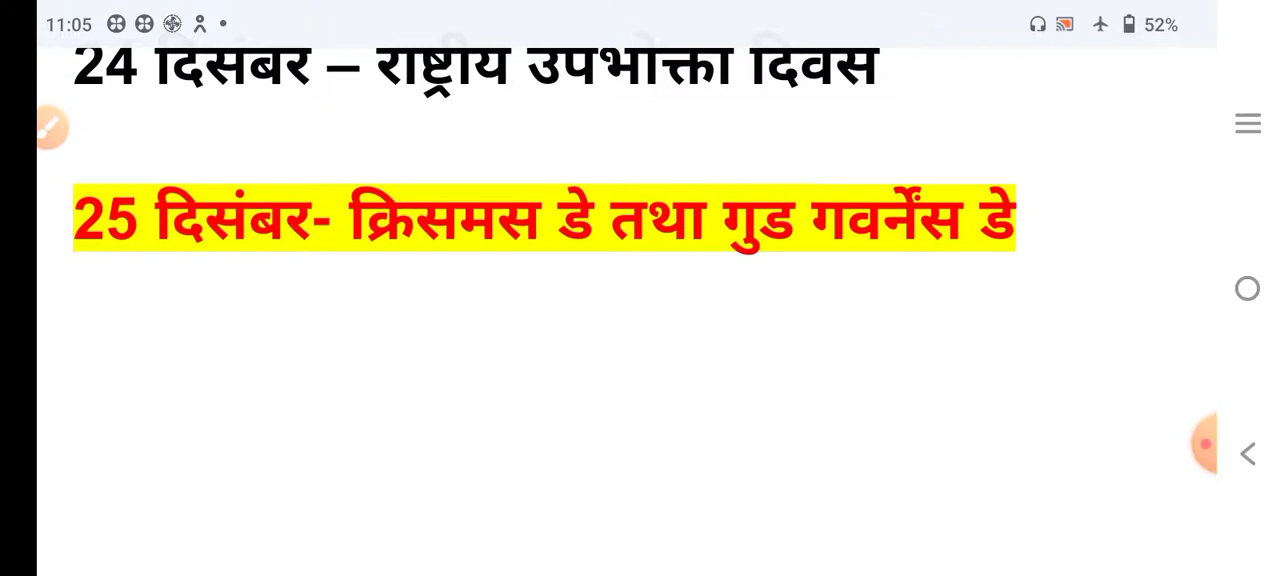 11:05 52%
24 दिसंबर – राष्ट्रीय उपभोक्ता दिवस
25 दिसंबर- क्रिसमस डे तथा गुड गवर्नेंस डे